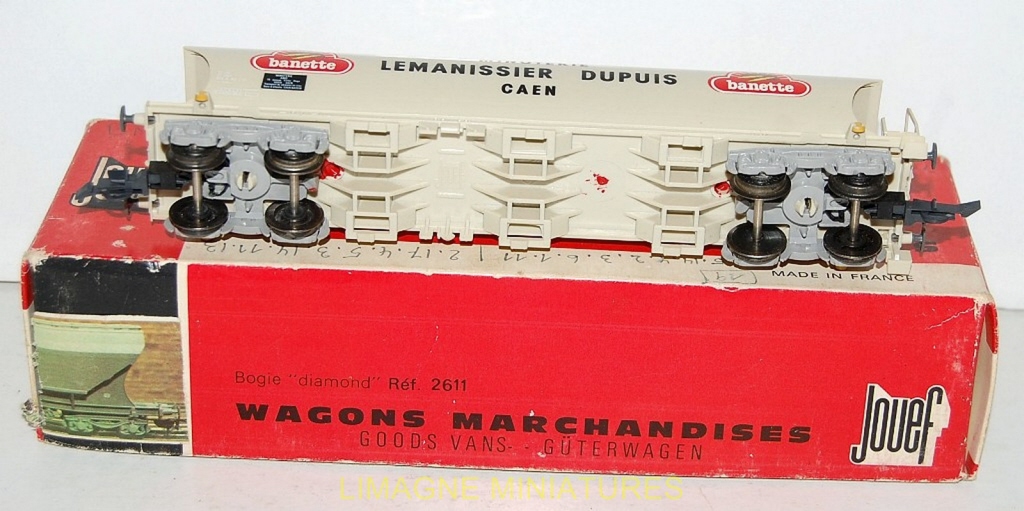 banette
LEMANISSIER DUPUIS
CAEN
banette
MADE IN FRANCE
Bogie "diamond" Réf. 2611
WAGONS MARCHANDISES
GOODS VANS - GÜTERWAGEN
Jouef
LIMAGNE MINIATURES